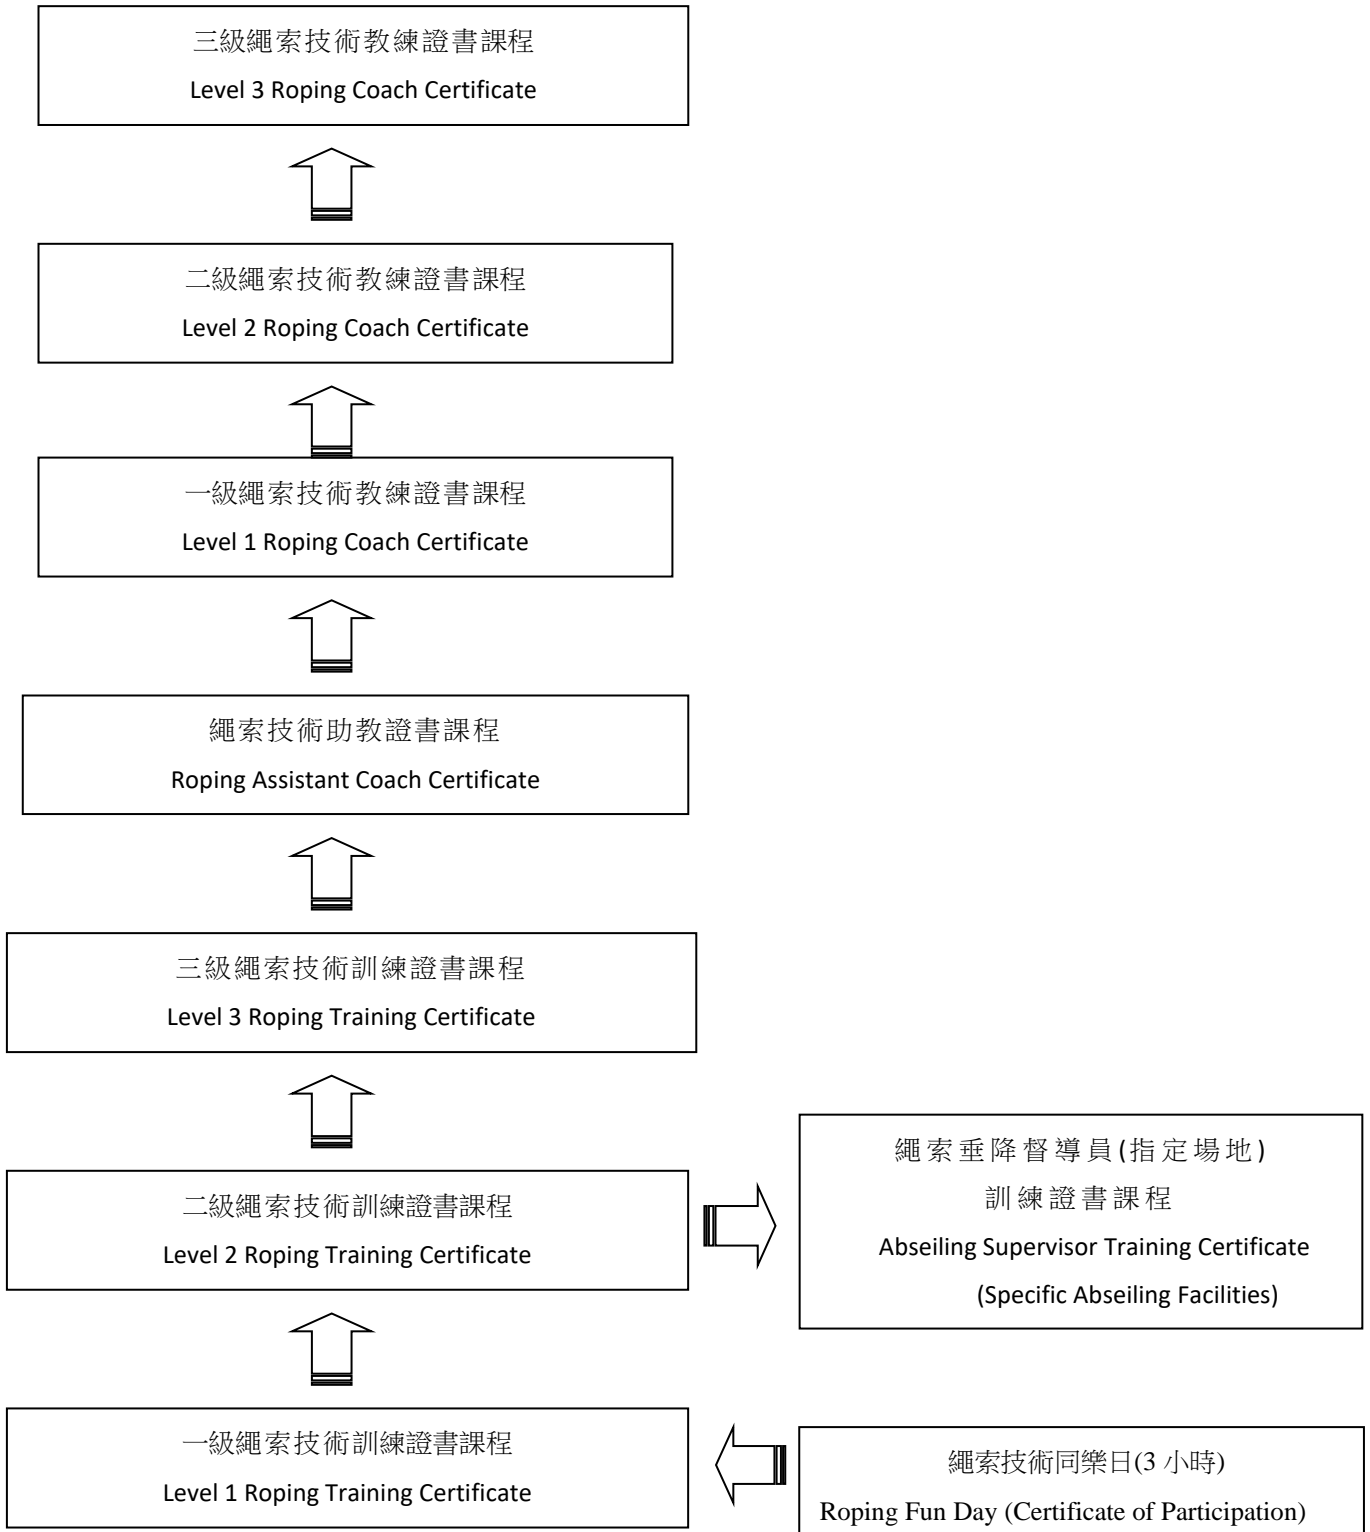 三級繩索技術教練證書課程
Level 3 Roping Coach Certificate
二級繩索技術教練證書課程
Level 2 Roping Coach Certificate
一級繩索技術教練證書課程
Level 1 Roping Coach Certificate
繩索技術助教證書課程
Roping Assistant Coach Certificate
三級繩索技術訓練證書課程
Level 3 Roping Training Certificate
二級繩索技術訓練證書課程
Level 2 Roping Training Certificate
繩索垂降督導員(指定場地)
訓練證書課程
Abseiling Supervisor Training Certificate
(Specific Abseiling Facilities)
一級繩索技術訓練證書課程
Level 1 Roping Training Certificate
繩索技術同樂日(3 小時)
Roping Fun Day (Certificate of Participation)